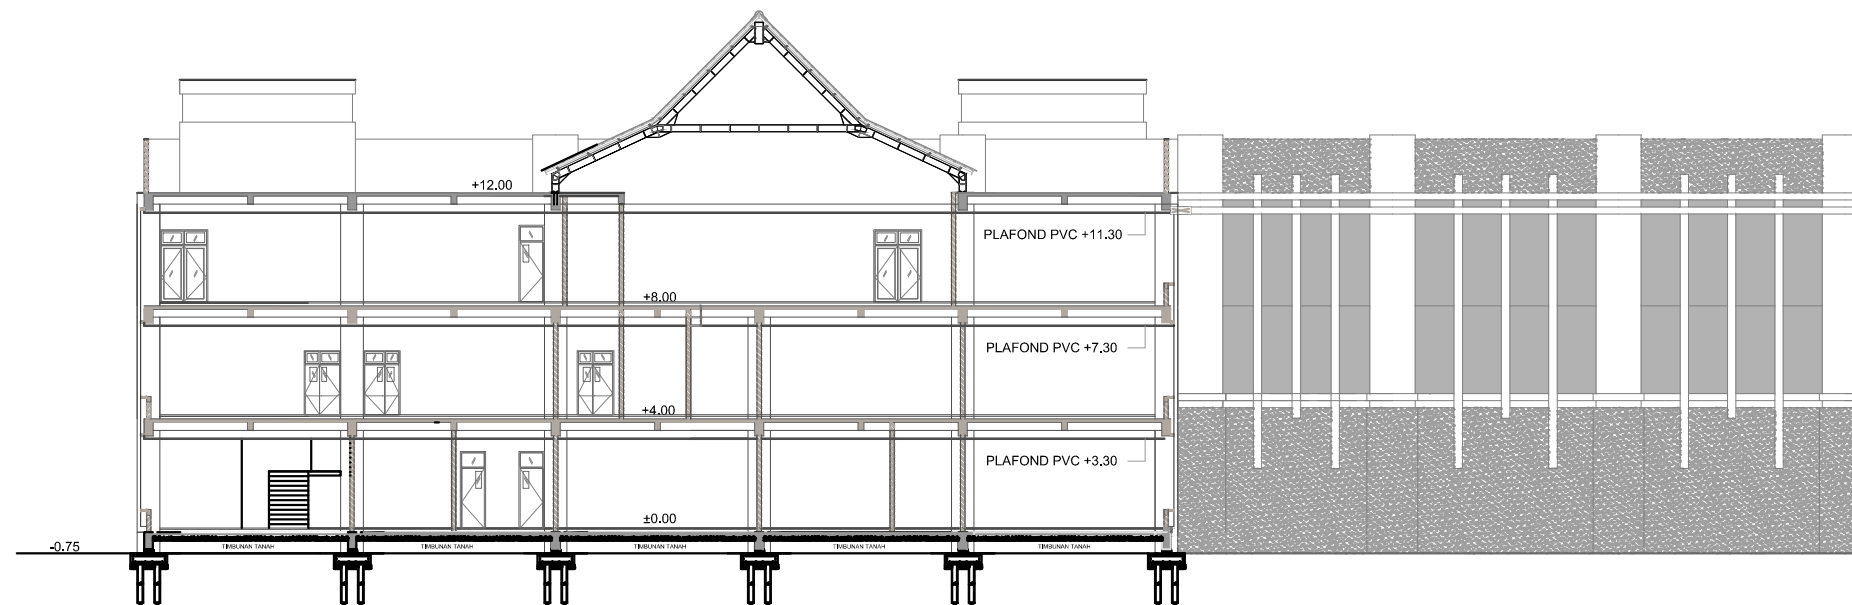 +12.00
PLAFOND PVC +11.30
+8.00
PLAFOND PVC +7.30
+4.00
PLAFOND PVC +3.30
±0.00
-0.75
TIMBUNAN TANAH
TIMBUNAN TANAH
TIMBUNAN TANAH
TIMBUNAN TANAH
TIMBUNAN TANAH